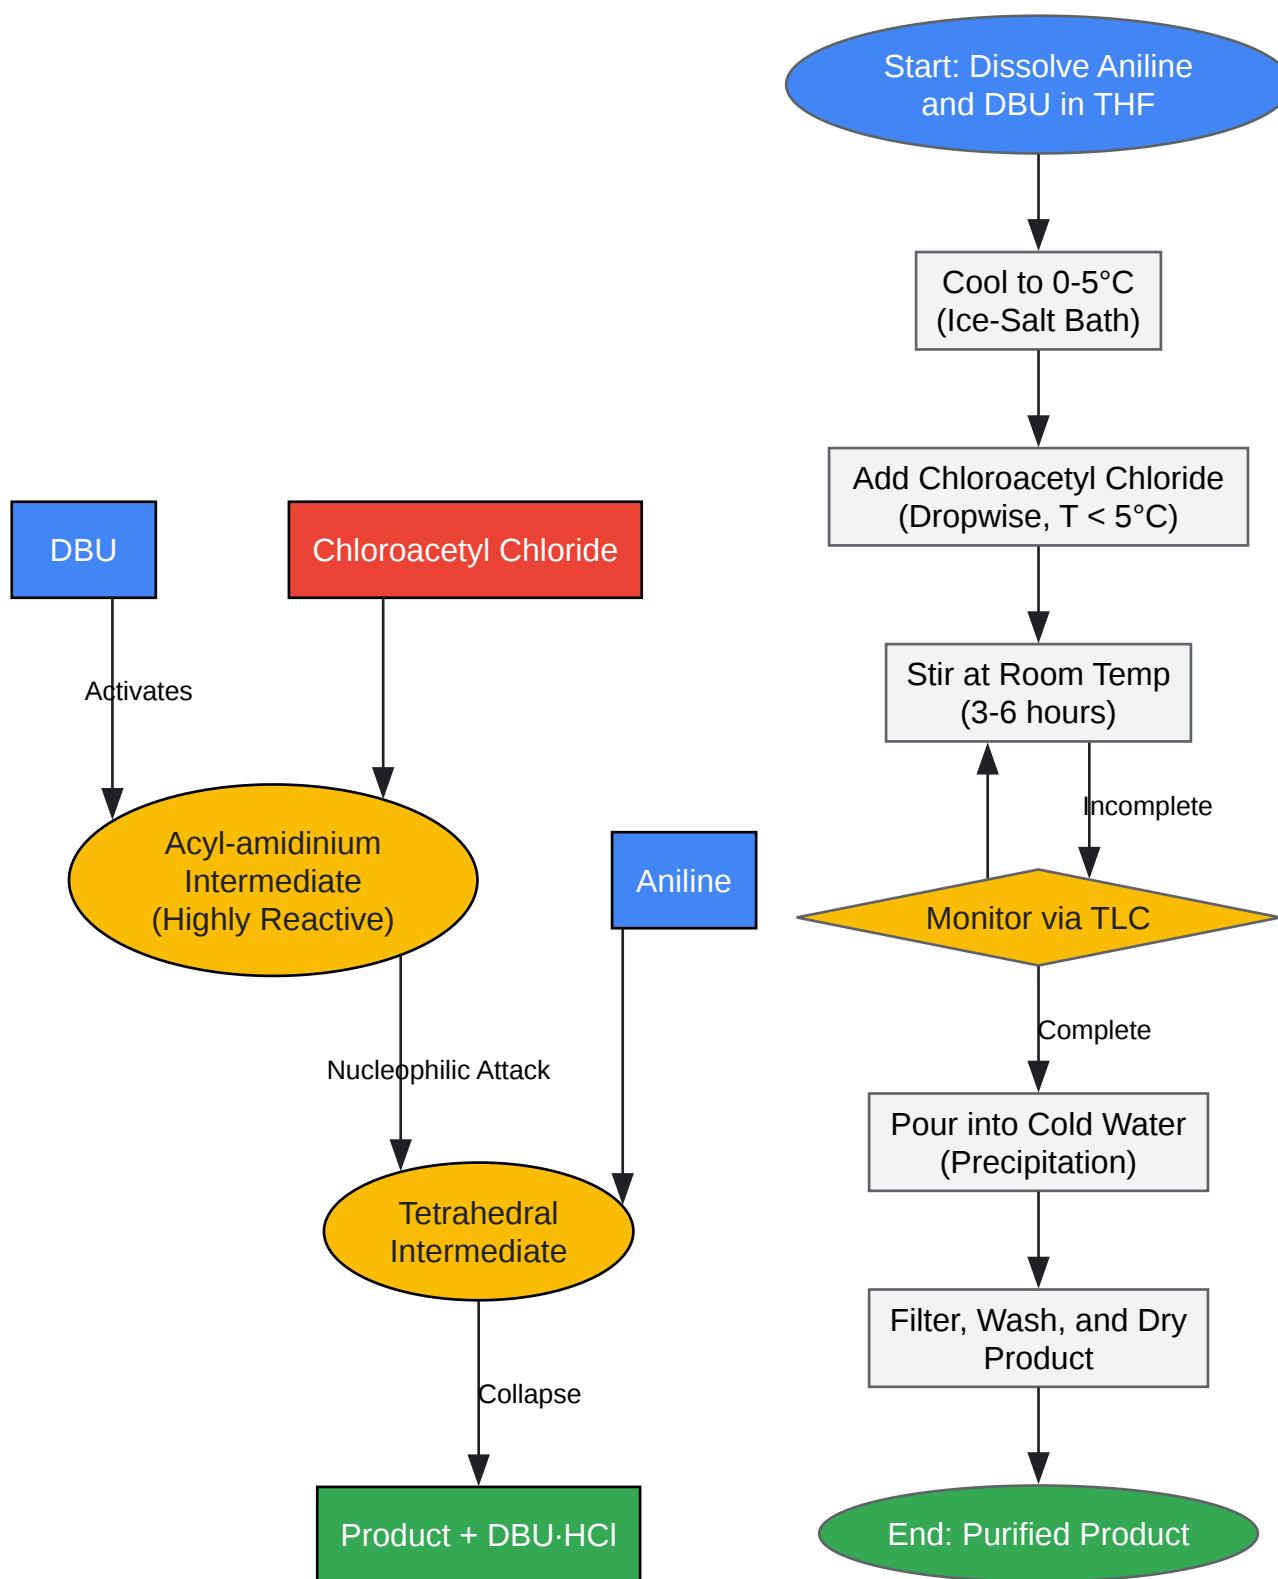 DBU
Chloroacetyl Chloride
Activates
Acyl-amidinium
Intermediate
(Highly Reactive)
Aniline
Nucleophilic Attack
Tetrahedral
Intermediate
Collapse
Product + DBU·HCl
Start: Dissolve Aniline
and DBU in THF
Cool to 0-5°C
(Ice-Salt Bath)
Add Chloroacetyl Chloride
(Dropwise, T < 5°C)
Stir at Room Temp
(3-6 hours)
Incomplete
Monitor via TLC
Complete
Pour into Cold Water
(Precipitation)
Filter, Wash, and Dry
Product
End: Purified Product